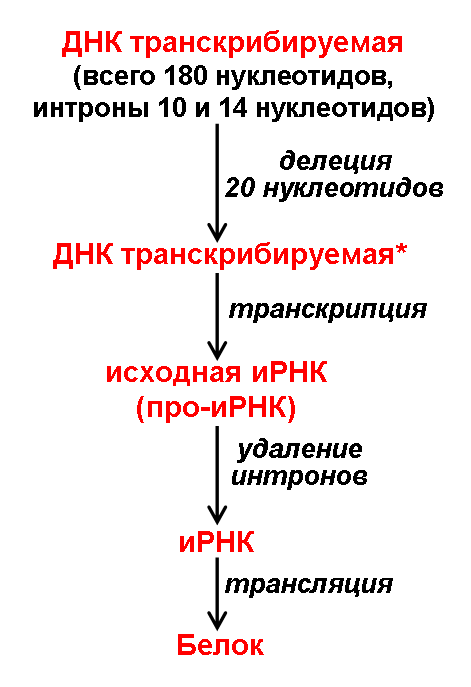 ДНК транскрибируемая
(всего 180 нуклеотидов,
интроны 10 и 14 нуклеотидов)
делеция
20 нуклеотидов
ДНК транскрибируемая*
транскрипция
исходная иРНК
(про-иРНК)
удаление
интронов
иРНК
трансляция
Белок